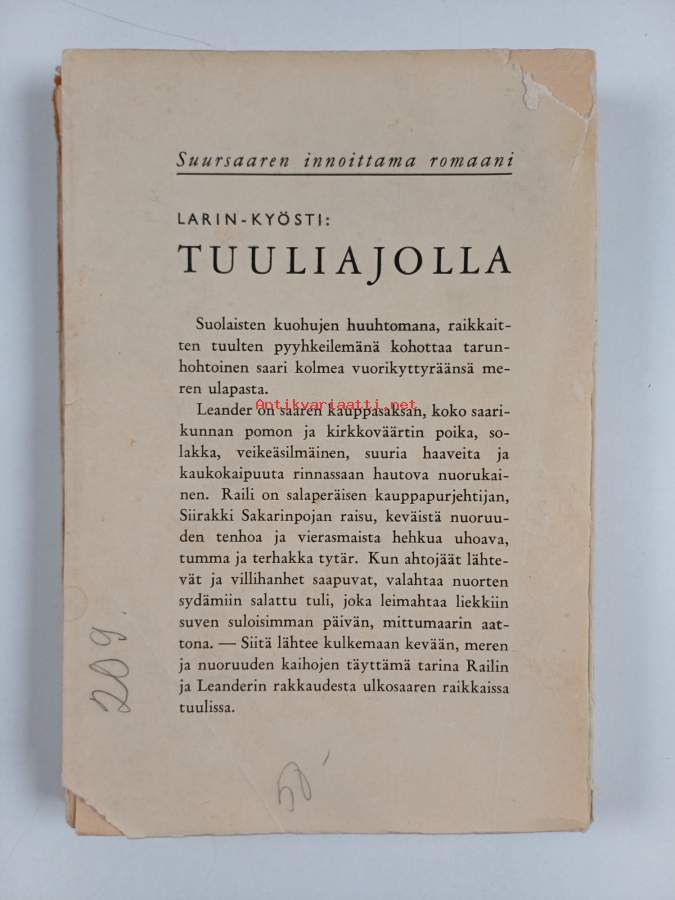 Suursaaren innoittama romaani
LARIN-KYÖSTI:
TUULIAJOLLA
Suolaisten kuohujen huuhtomana, raikkait-
ten tuulten pyyhkeilemänä kohottaa tarun-
hohtoinen saari kolmea vuorikyttyräänsä me-
ren ulapasta.
Antikvariaatti.net
Leander on saaren kauppasaksan, koko saari-
kunnan pomon ja kirkkoväärtin poika, so-
lakka, veikeäsilmäinen, suuria haaveita ja
kaukokaipuuta rinnassaan hautova nuorukai-
nen. Raili on salaperäisen kauppapurjehtijan,
Siirakki Sakarinpojan raisu, keväistä nuoruu-
den tenhoa ja vierasmaista hehkua uhoava,
tumma ja terhakka tytär. Kun ahtojäät lähte-
vät ja villihanhet saapuvat, valahtaa nuorten
sydämiin salattu tuli, joka leimahtaa liekkiin
suven suloisimman päivän, mittumaarin aat-
tona. — Siitä lähtee kulkemaan kevään, meren
ja nuoruuden kaihojen täyttämä tarina Railin
ja Leanderin rakkaudesta ulkosaaren raikkaissa
tuulissa.
209.
50